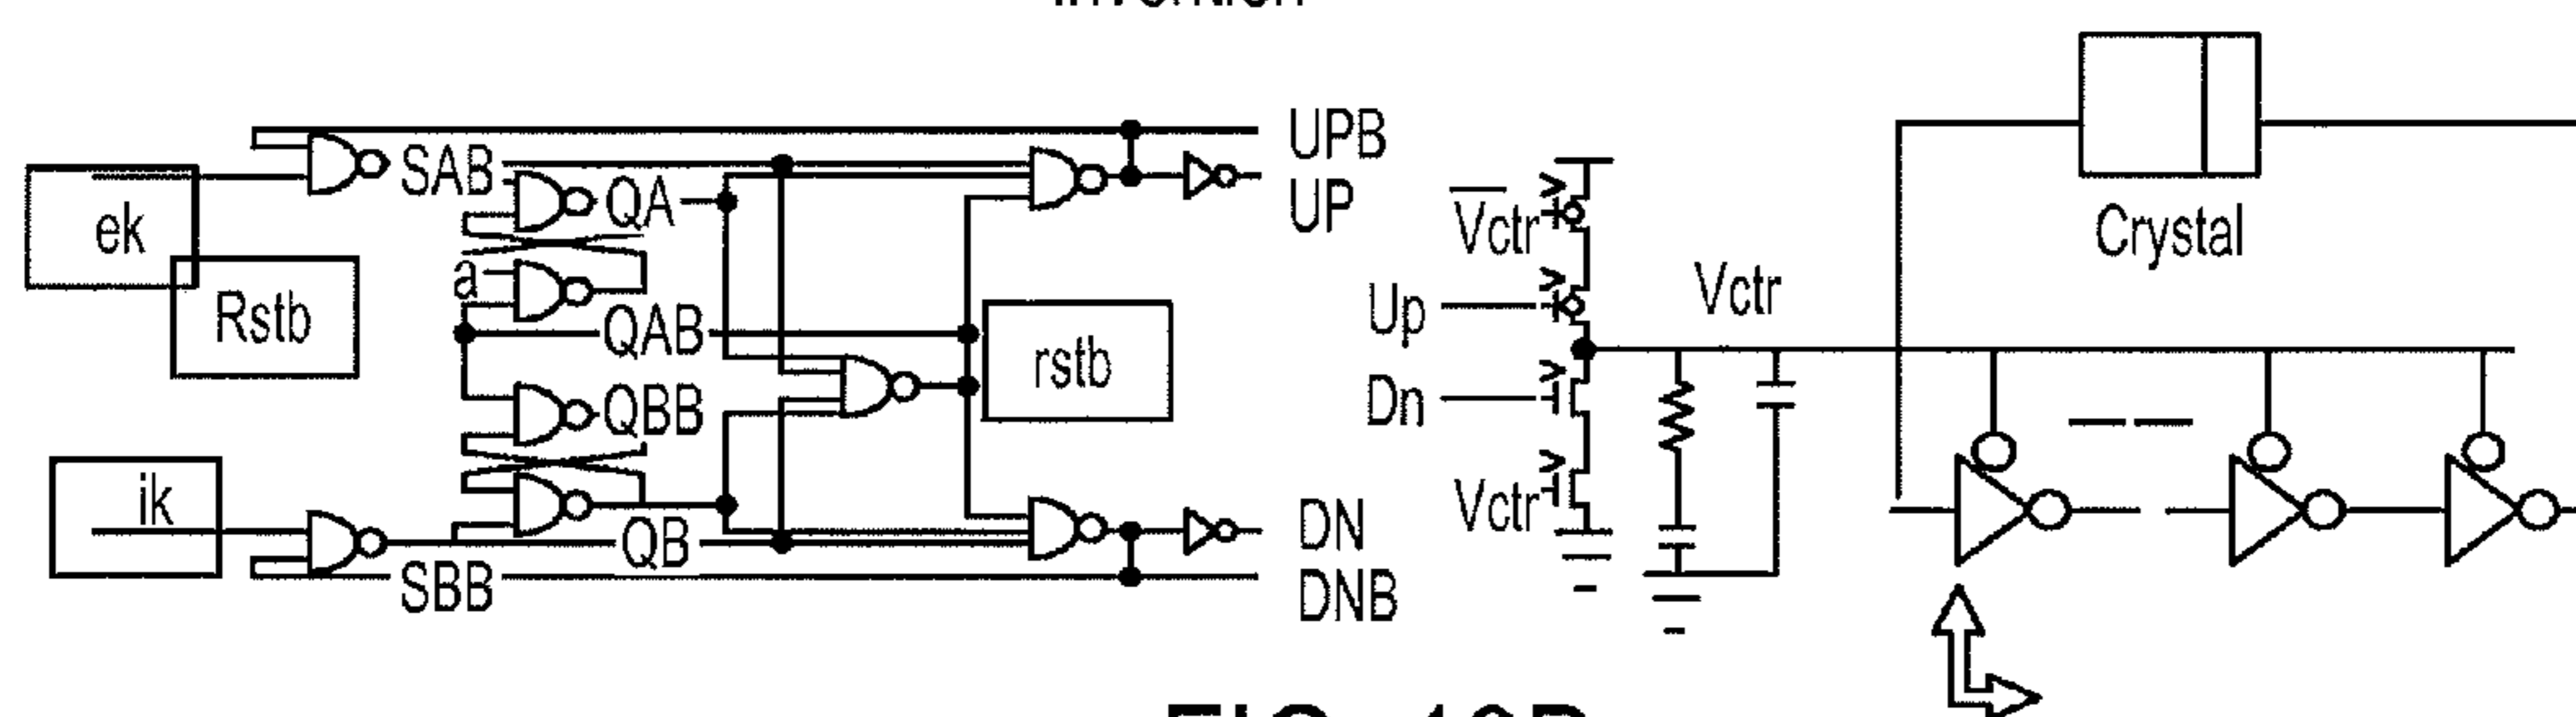 ek
Rstb
ik
SAB
QA
a
QAB
QBB
QB
SBB
rstb
UPB
UP
DN
DNB
Vctr
Up
Dn
Vctr
Vctr
Crystal